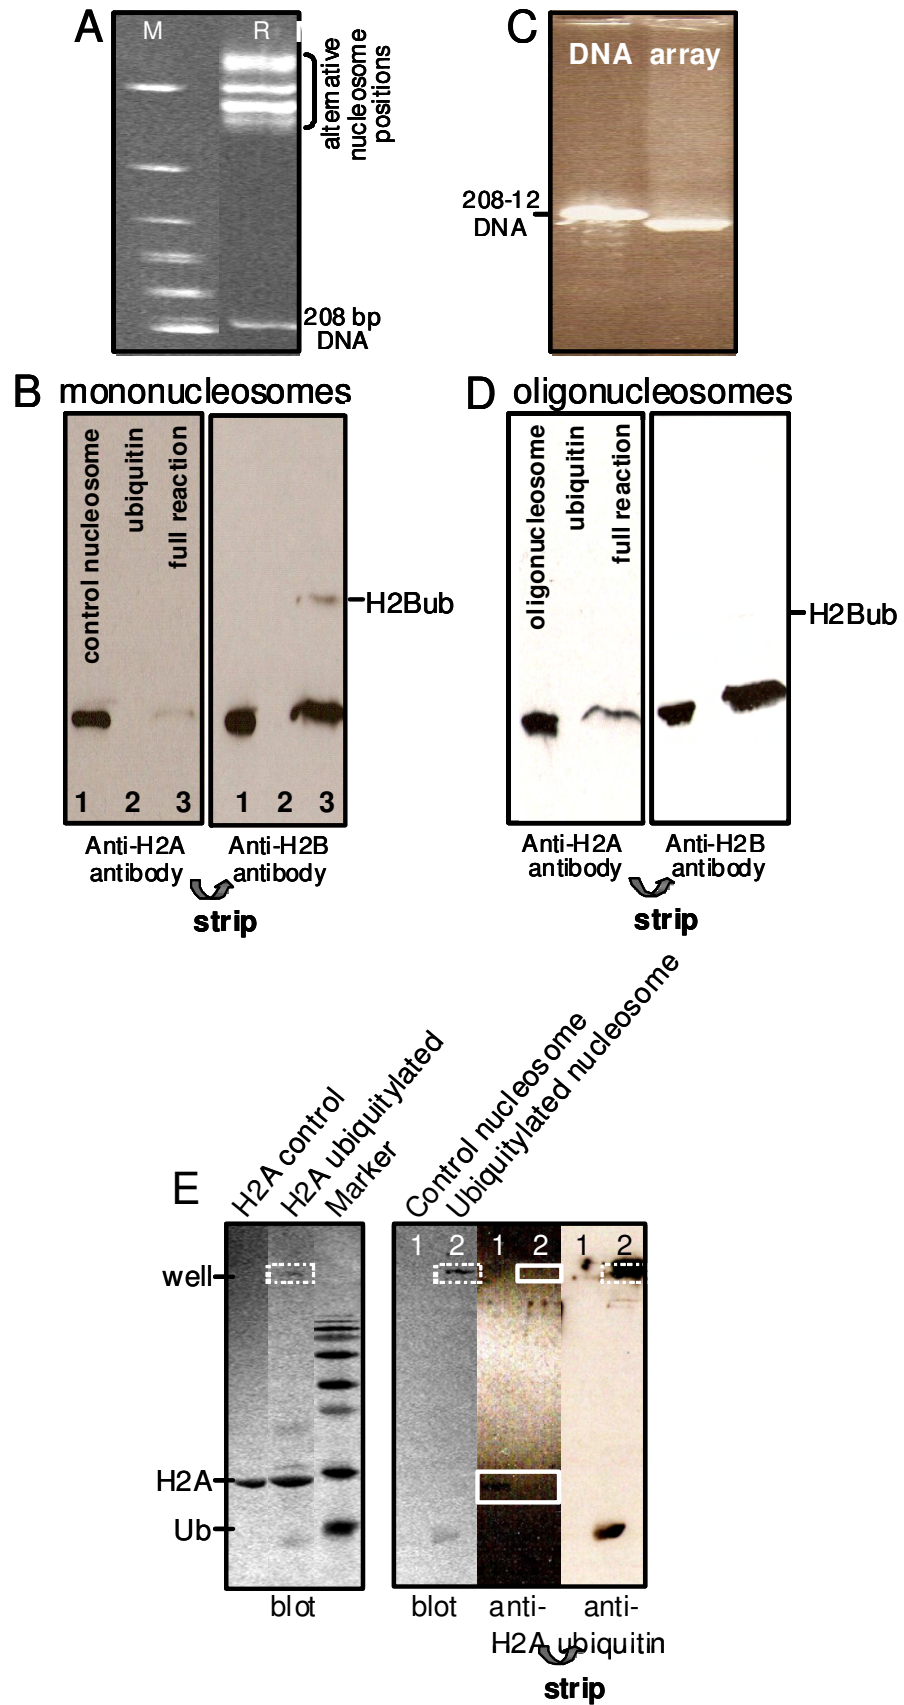 A
M
R
alternative
nucleosome
positions
208 bp
DNA
C
DNA array
208-12
DNA
B mononucleosomes
control nucleosome
ubiquitin
full reaction
H2Bub
1 2 3
1 2 3
Anti-H2A
antibody
Anti-H2B
antibody
strip
D oligonucleosomes
oligonucleosome
ubiquitin
full reaction
H2Bub
Anti-H2A
antibody
Anti-H2B
antibody
strip
E
H2A control
H2A ubiquitylated
Marker
Control nucleosome
Ubiquitylated nucleosome
1 2 1 2 1 2
well
H2A
Ub
blot
blot
anti-
H2A
anti-
ubiquitin
strip